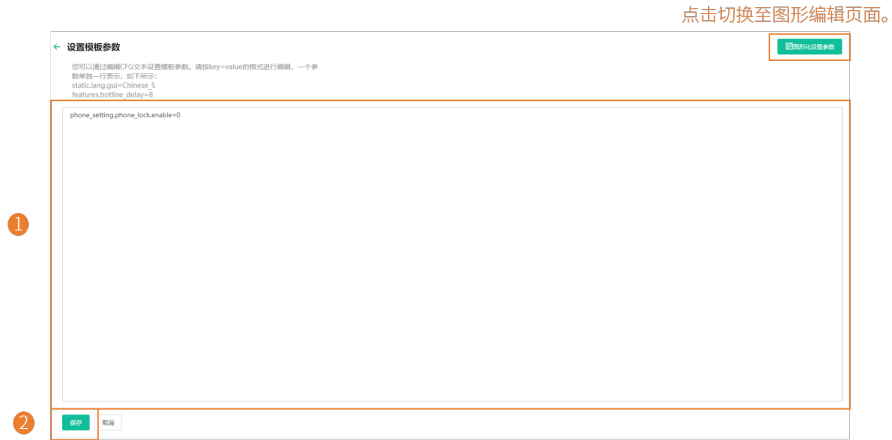 点击切换至图形编辑页面。
← 设置模板参数
图形化设置参数
您可以通过编辑CFG文本设置模板参数。请按key=value的格式进行编辑，一个参
数单独一行表示，如下所示：
static.lang.gui=Chinese_S
features.hotline_delay=8
phone_setting.phone_lock.enable=0
1
2
保存
取消